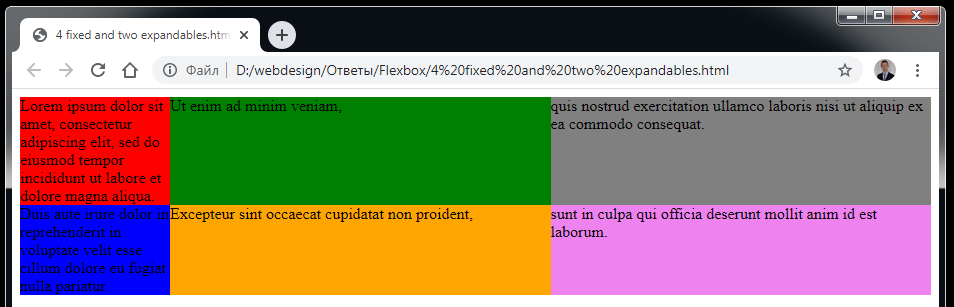 4 fixed and two expandables.htm
Файл
D:/webdesign/Ответы/Flexbox/4%20fixed%20and%20two%20expandables.html
Lorem ipsum dolor sit
amet, consectetur
adipiscing elit, sed do
eiusmod tempor
incididunt ut labore et
dolore magna aliqua.
Ut enim ad minim veniam,
quis nostrud exercitation ullamco laboris nisi ut aliquip ex
ea commodo consequat.
Duis aute irure dolor in
reprehenderit in
voluptate velit esse
cillum dolore eu fugiat
nulla pariatur.
Excepteur sint occaecat cupidatat non proident,
sunt in culpa qui officia deserunt mollit anim id est
laborum.